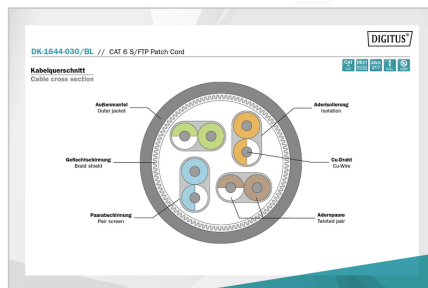 DIGITUS®
DK-1644-030/BL // CAT 6 S/FTP Patch Cord
Kabelquerschnitt
Cable cross section
Außenmantel
Outer jacket
Aderisolierung
Isolation
Geflechtschirmung
Braid shield
Cu-Draht
Cu-Wire
Paarabschirmung
Pair screen
Adernpaare
Twisted pair